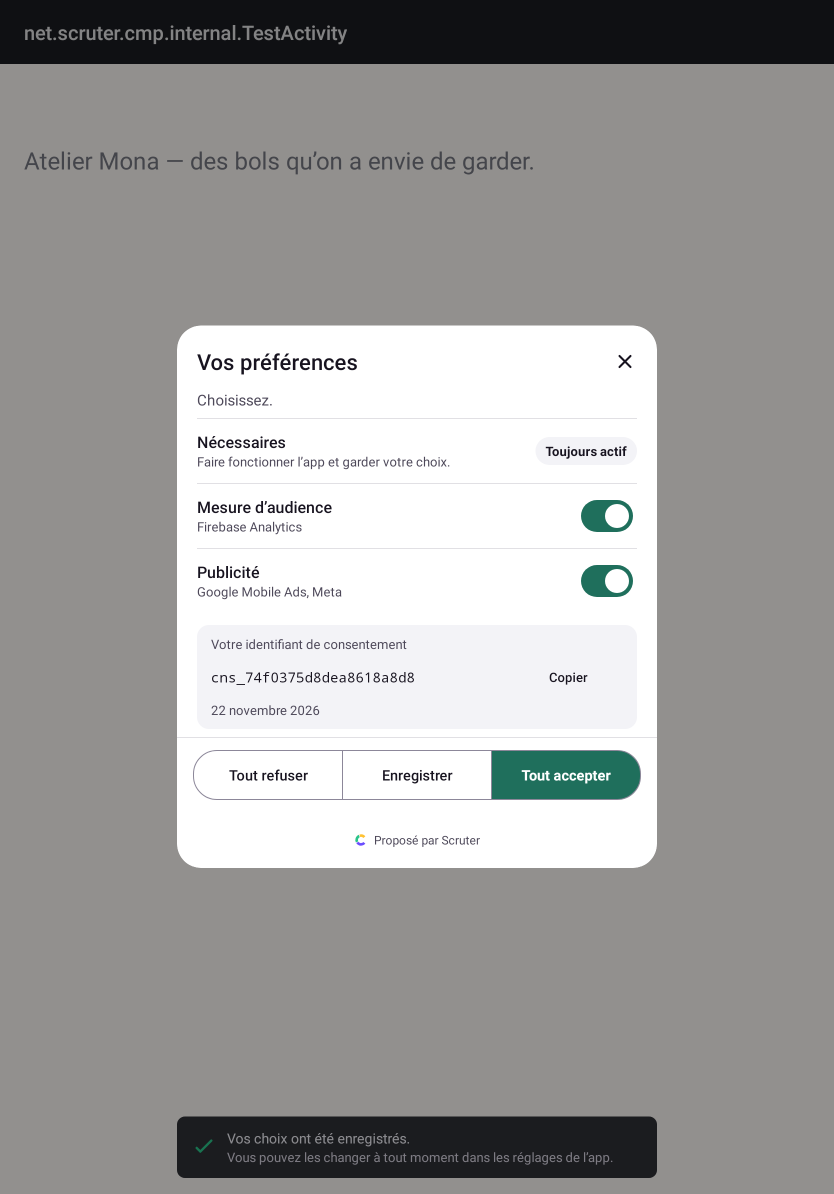 net.scruter.cmp.internal.TestActivity
Atelier Mona — des bols qu’on a envie de garder.
Vos préférences
Choisissez.
Nécessaires
Faire fonctionner l’app et garder votre choix.
Toujours actif
Mesure d’audience
Firebase Analytics
Publicité
Google Mobile Ads, Meta
Votre identifiant de consentement
cns_74f0375d8dea8618a8d8
Copier
22 novembre 2026
Tout refuser
Enregistrer
Tout accepter
Proposé par Scruter
Vos choix ont été enregistrés.
Vous pouvez les changer à tout moment dans les réglages de l’app.